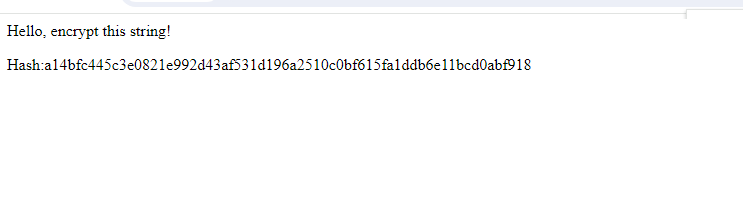 Hello, encrypt this string!
Hash:a14bfc445c3e0821e992d43af531d196a2510c0bf615fa1ddb6e11bcd0abf918